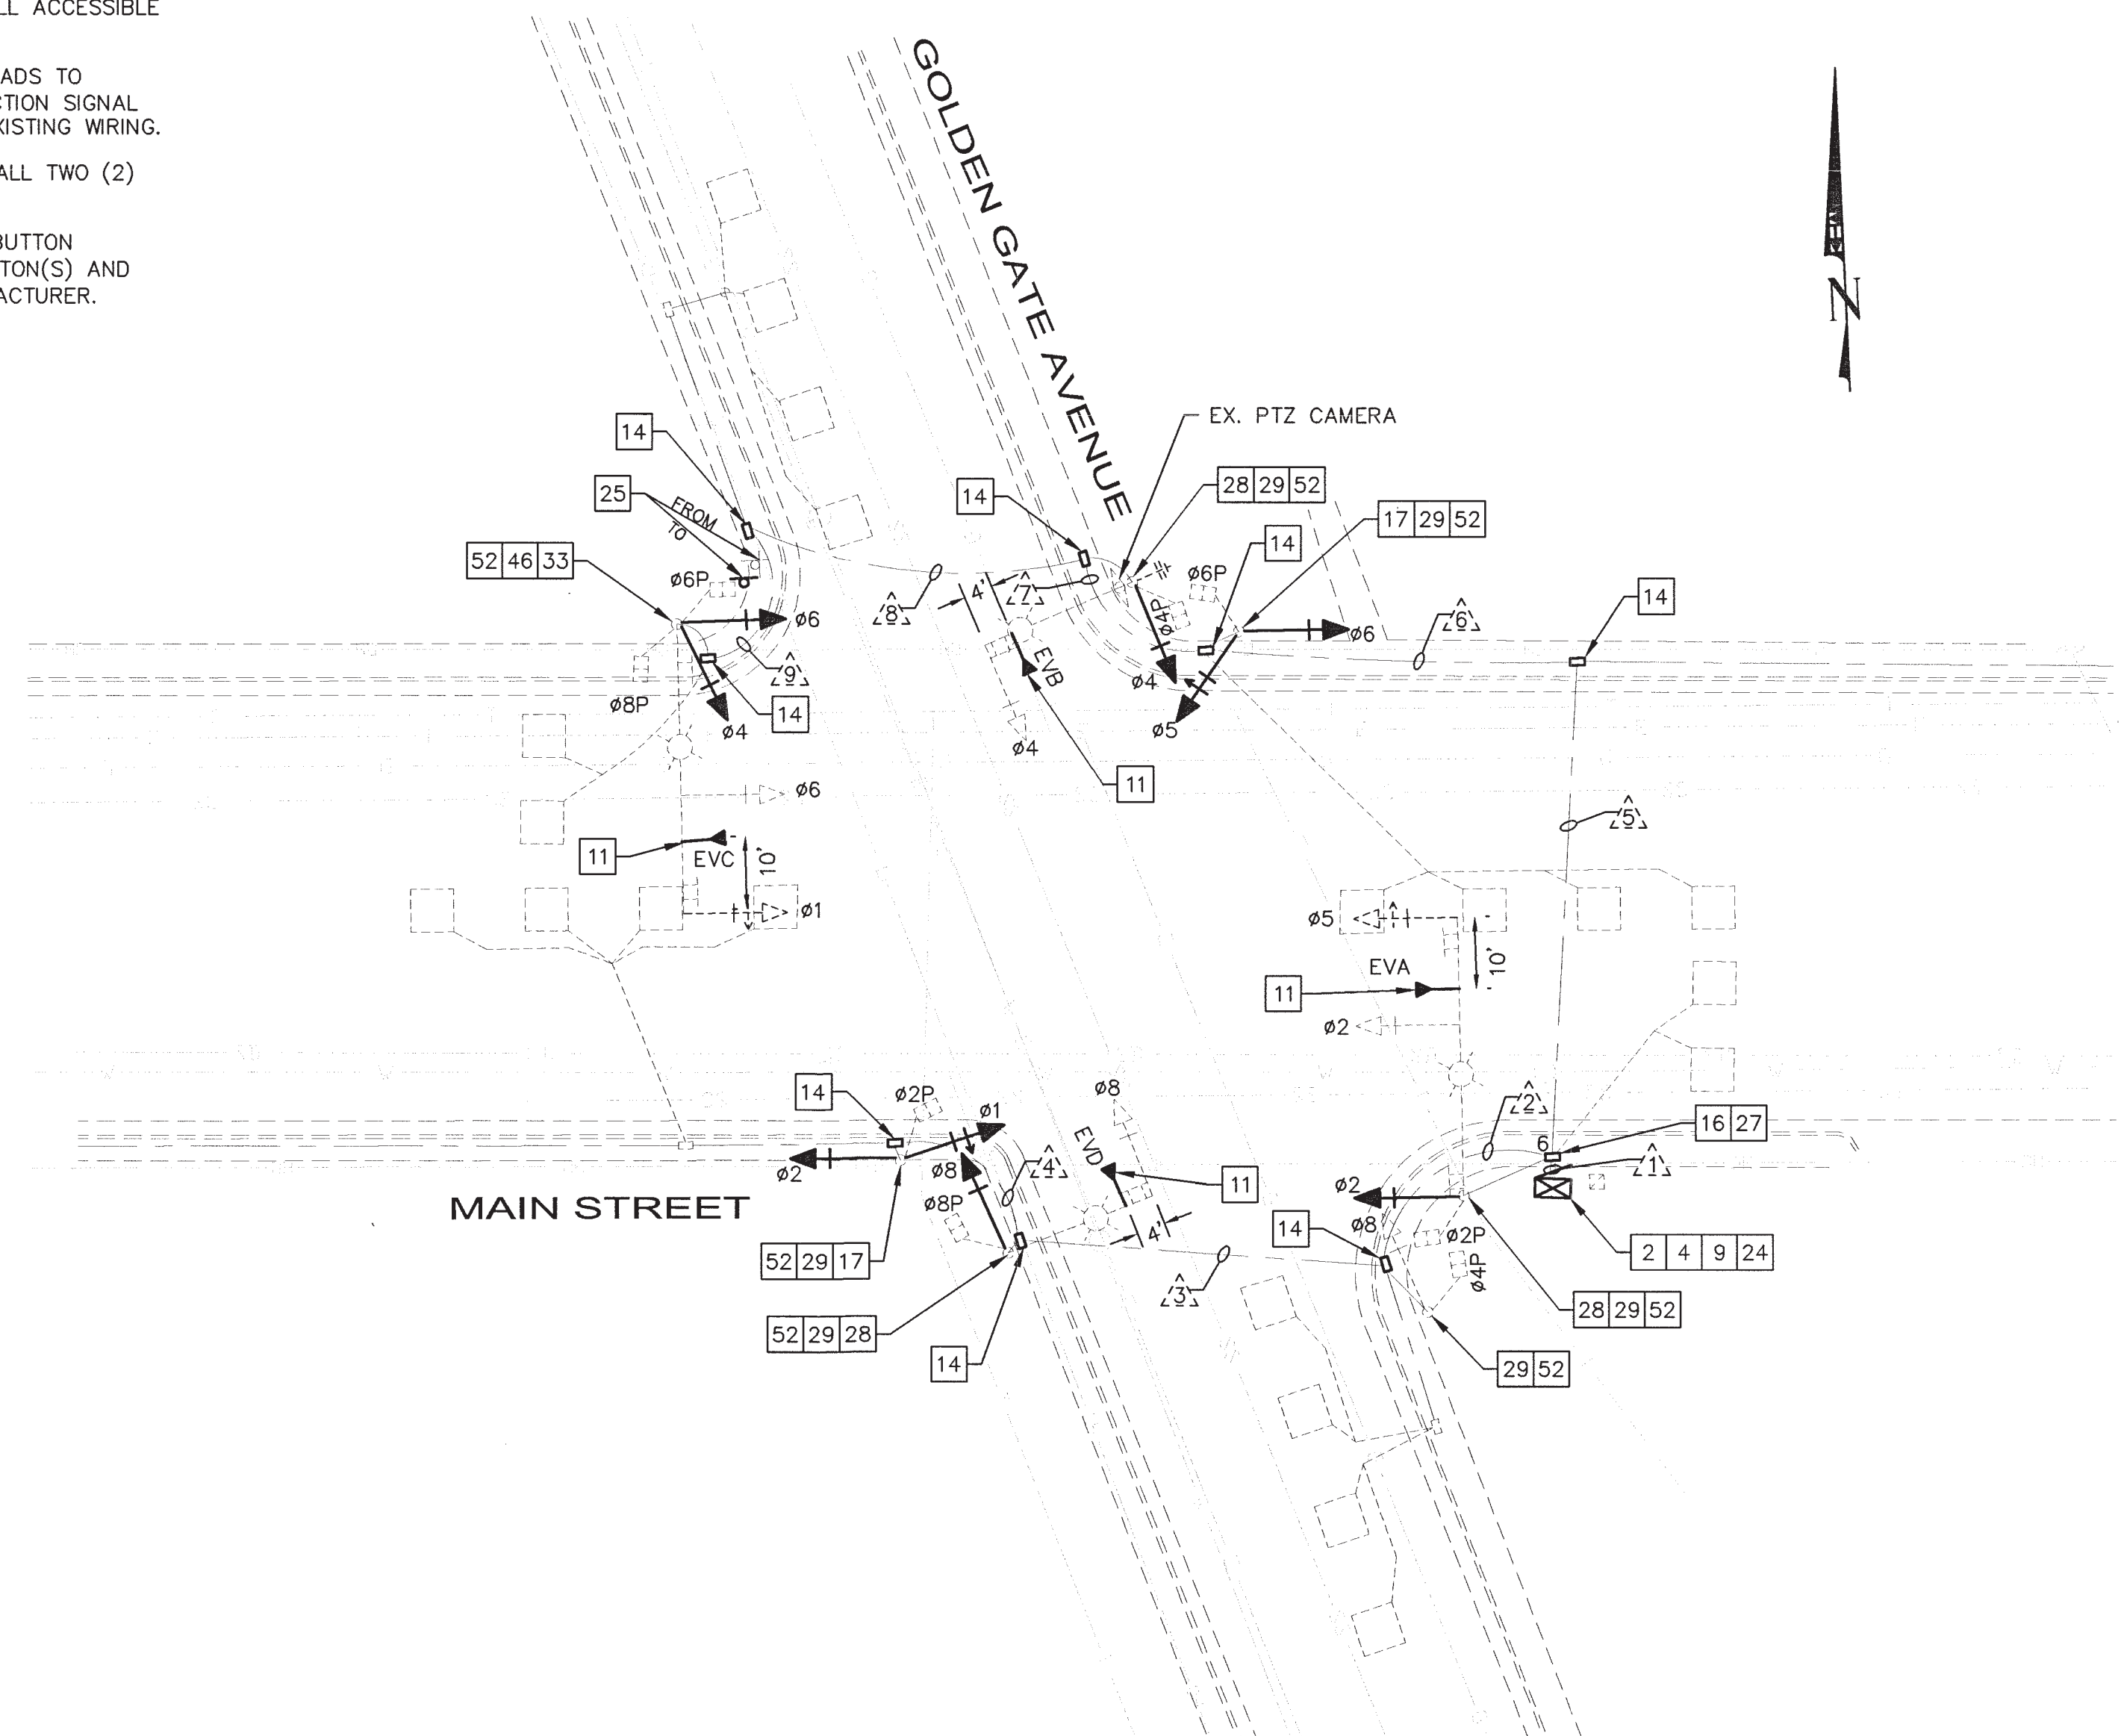 LL ACCESSIBLE
ADS TO
CTION SIGNAL
XISTING WIRING.
ALL TWO (2)
BUTTON
TON(S) AND
ACTURER.
GOLDEN GATE AVENUE
N
EX. PTZ CAMERA
14
25
FROM
TO
52 46 33
ø6P
ø6
8
9
ø8P
ø4
14
14
28 29 52
17 29 52
14
4'
7
ø4P
ø6P
ø6
6
14
EVB
ø4
ø5
ø4
11
ø6
11
EVC
10'
ø1
5
ø5
EVA
10'
11
ø2
14
ø2P
ø1
ø8
EVD
11
4'
ø2
ø8
4
ø8P
MAIN STREET
52 29 17
52 29 28
14
3
2
6
16 27
1
ø2
ø8
14
ø2P
ø4P
2 4 9 24
28 29 52
29 52